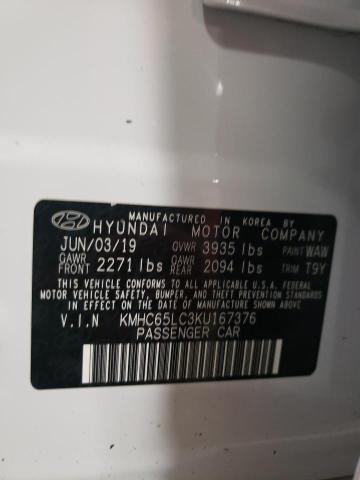 MANUFACTURED IN KOREA BY
HYUNDAI MOTOR COMPANY
JUN/03/19 GVWR 3935 lbs PAINT WAW
GAWR FRONT 2271 lbs GAWR REAR 2094 lbs TRIM T9Y
THIS VEHICLE CONFORMS TO ALL APPLICABLE U.S.A. FEDERAL
MOTOR VEHICLE SAFETY, BUMPER, AND THEFT PREVENTION STANDARDS
IN EFFECT ON THE DATE OF MANUFACTURE SHOWN ABOVE.
V.I.N KMHC65LC3KU167376
PASSENGER CAR